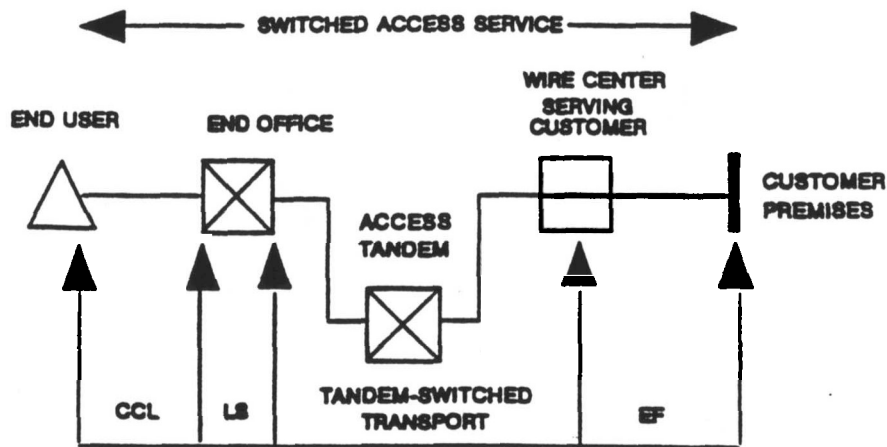 SWITCHED ACCESS SERVICE
WIRE CENTER
SERVING
CUSTOMER
END USER
END OFFICE
CUSTOMER
PREMISES
ACCESS
TANDEM
TANDEM-SWITCHED
TRANSPORT
CCL
LS
EF